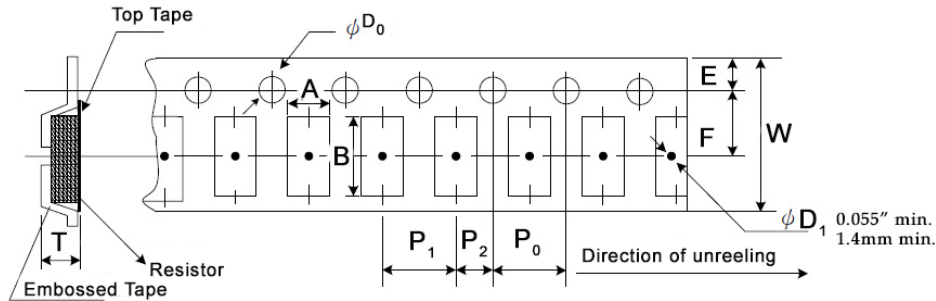 Top Tape
ϕD0
A
B
E
F
W
ϕD1 0.055" min.
1.4mm min.
P1
P2
P0
Direction of unreeling
T
Resistor
Embossed Tape